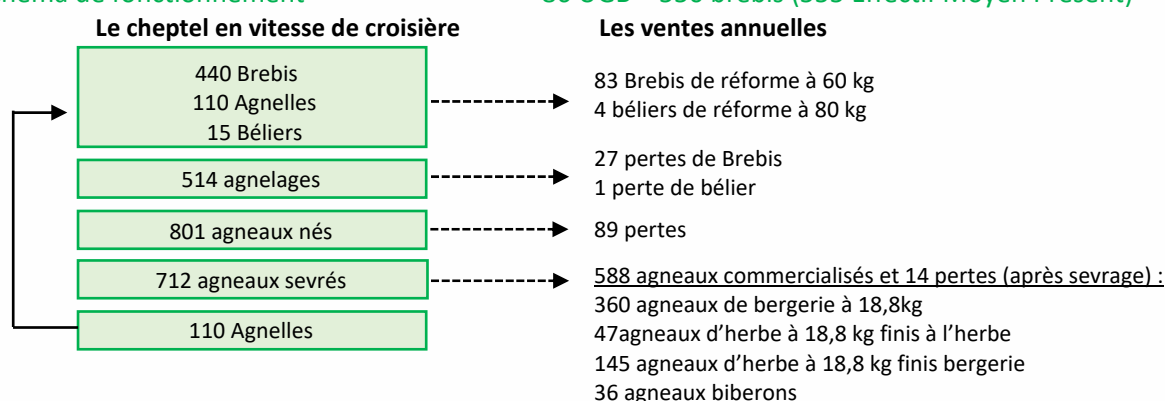 Le cheptel en vitesse de croisière
Les ventes annuelles
440 Brebis
110 Agnelles
15 Béliers
83 Brebis de réforme à 60 kg
4 béliers de réforme à 80 kg
514 agnelages
27 pertes de Brebis
1 perte de bélier
801 agneaux nés
89 pertes
712 agneaux sevrés
588 agneaux commercialisés et 14 pertes (après sevrage) :
360 agneaux de bergerie à 18,8kg
110 Agnelles
47agneaux d'herbe à 18,8 kg finis à l'herbe
145 agneaux d'herbe à 18,8 kg finis bergerie
36 agneaux biberons